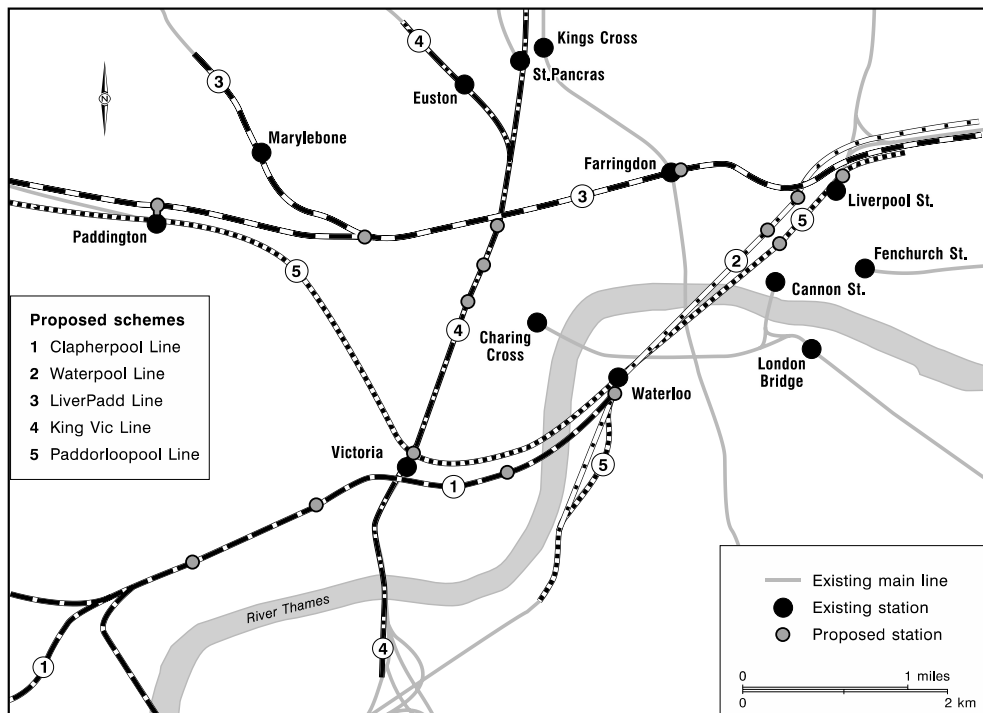 Kings Cross
4
St.Pancras
3
Euston
N
Marylebone
Farringdon
3
Liverpool St.
5
Paddington
2
Fenchurch St.
5
Cannon St.
Proposed schemes
1 Clapherpool Line
2 Waterpool Line
3 LiverPadd Line
4 King Vic Line
5 Paddorloopool Line
4
Charing
Cross
London
Bridge
Waterloo
Victoria
5
1
River Thames
4
1
Existing main line
Existing station
Proposed station
0 1 miles
0 2 km